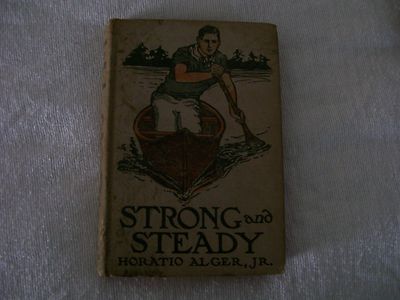 STRONG and
STEADY
HORATIO ALGER, JR.